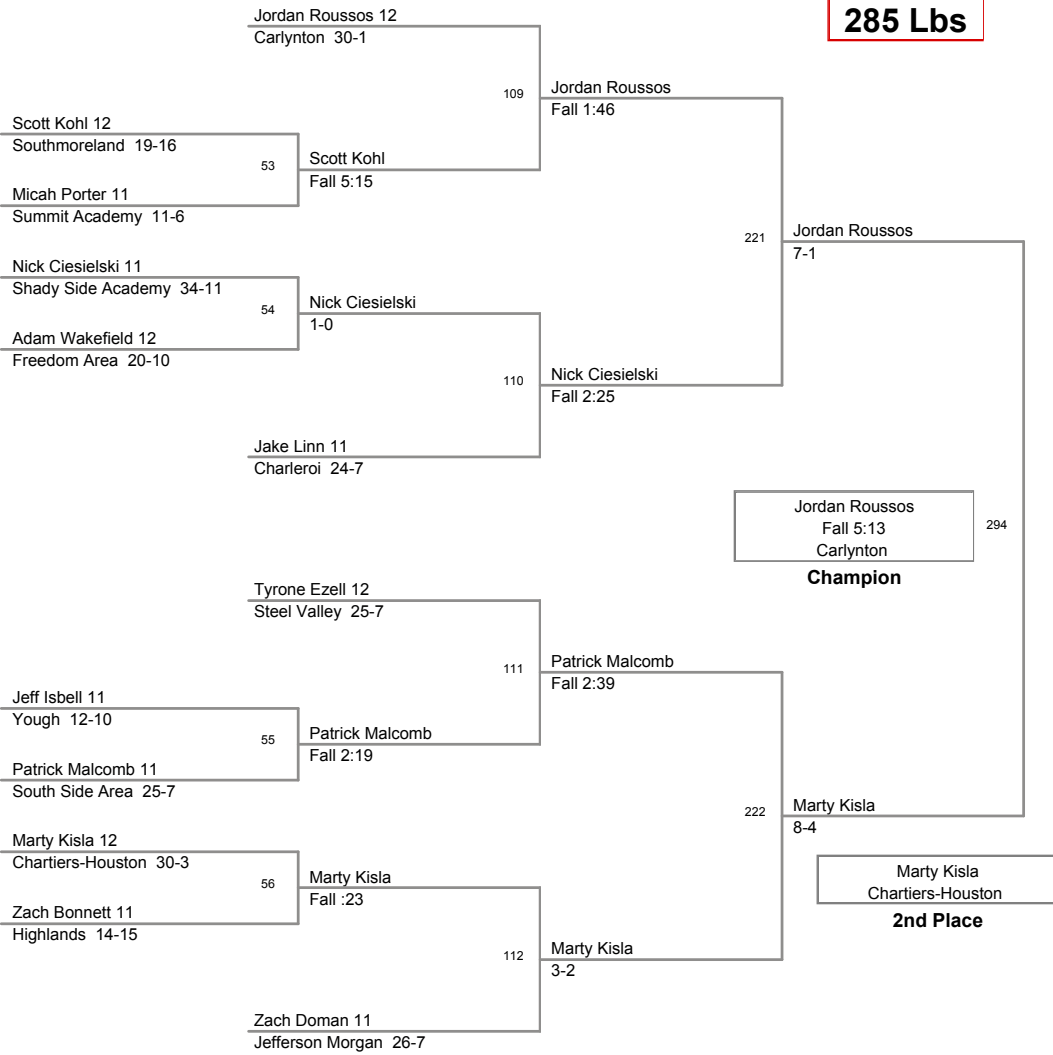 285 Lbs
Jordan Roussos 12
Carlynton 30-1
109
Jordan Roussos
Fall 1:46
Scott Kohl 12
Southmoreland 19-16
53
Scott Kohl
Fall 5:15
Micah Porter 11
Summit Academy 11-6
221
Jordan Roussos
7-1
Nick Ciesielski 11
Shady Side Academy 34-11
54
Nick Ciesielski
1-0
Adam Wakefield 12
Freedom Area 20-10
110
Nick Ciesielski
Fall 2:25
Jake Linn 11
Charleroi 24-7
Jordan Roussos
Fall 5:13
Carlynton
294
Champion
Tyrone Ezell 12
Steel Valley 25-7
111
Patrick Malcomb
Fall 2:39
Jeff Isbell 11
Yough 12-10
55
Patrick Malcomb
Fall 2:19
Patrick Malcomb 11
South Side Area 25-7
222
Marty Kisla
8-4
Marty Kisla 12
Chartiers-Houston 30-3
56
Marty Kisla
Fall :23
Zach Bonnett 11
Highlands 14-15
Marty Kisla
Chartiers-Houston
2nd Place
112
Marty Kisla
3-2
Zach Doman 11
Jefferson Morgan 26-7